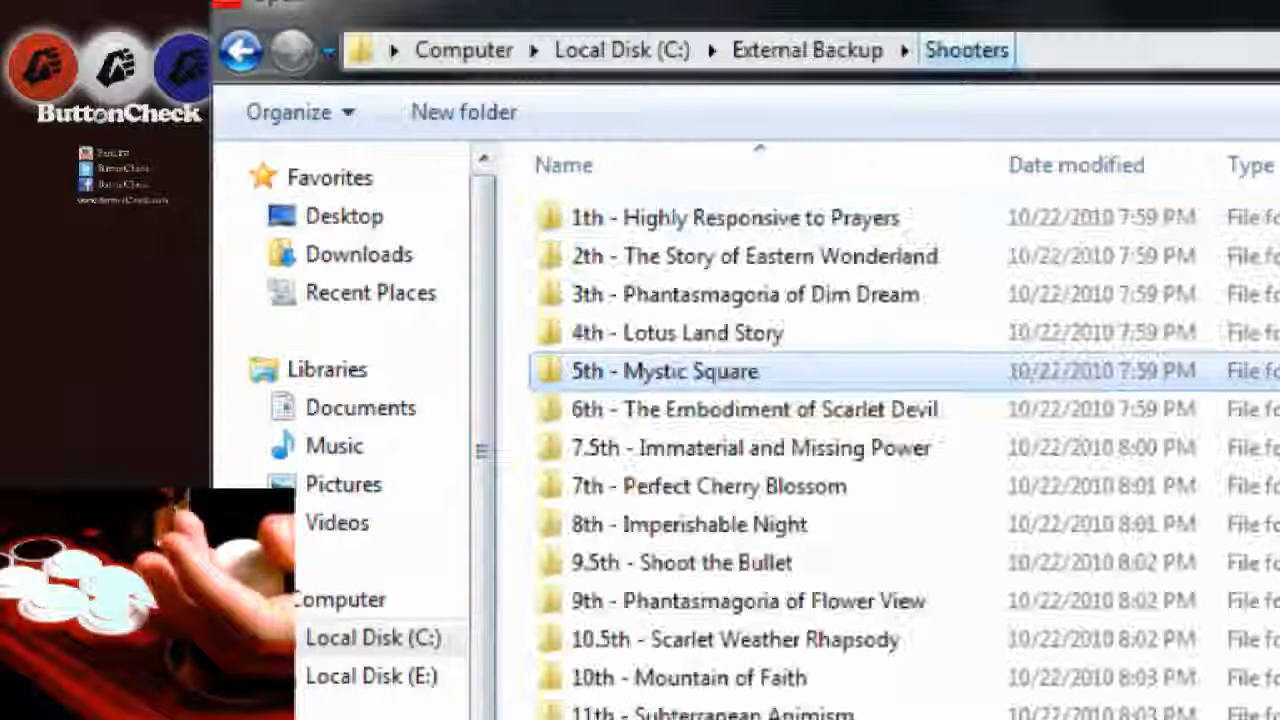 Computer Local Disk (C:) External Backup Shooters
ButtonCheck
Organize New folder
Name Date modified Type
Favorites
Desktop
Downloads
Recent Places
Libraries
Documents
Music
Pictures
Videos
Local Disk (C:)
Local Disk (E:)
1th - Highly Responsive to Prayers 10/22/2010 7:59 PM
2th - The Story of Eastern Wonderland 10/22/2010 7:59 PM
3th - Phantasmagoria of Dim Dream 10/22/2010 7:59 PM
4th - Lotus Land Story 10/22/2010 7:59 PM
5th - Mystic Square 10/22/2010 7:59 PM
6th - The Embodiment of Scarlet Devil 10/22/2010 7:59 PM
7.5th - Immaterial and Missing Power 10/22/2010 8:00 PM
7th - Perfect Cherry Blossom 10/22/2010 8:01 PM
8th - Imperishable Night 10/22/2010 8:01 PM
9.5th - Shoot the Bullet 10/22/2010 8:02 PM
9th - Phantasmagoria of Flower View 10/22/2010 8:02 PM
10.5th - Scarlet Weather Rhapsody 10/22/2010 8:02 PM
10th - Mountain of Faith 10/22/2010 8:03 PM
11th - Subterranean Animism 10/22/2010 8:03 PM